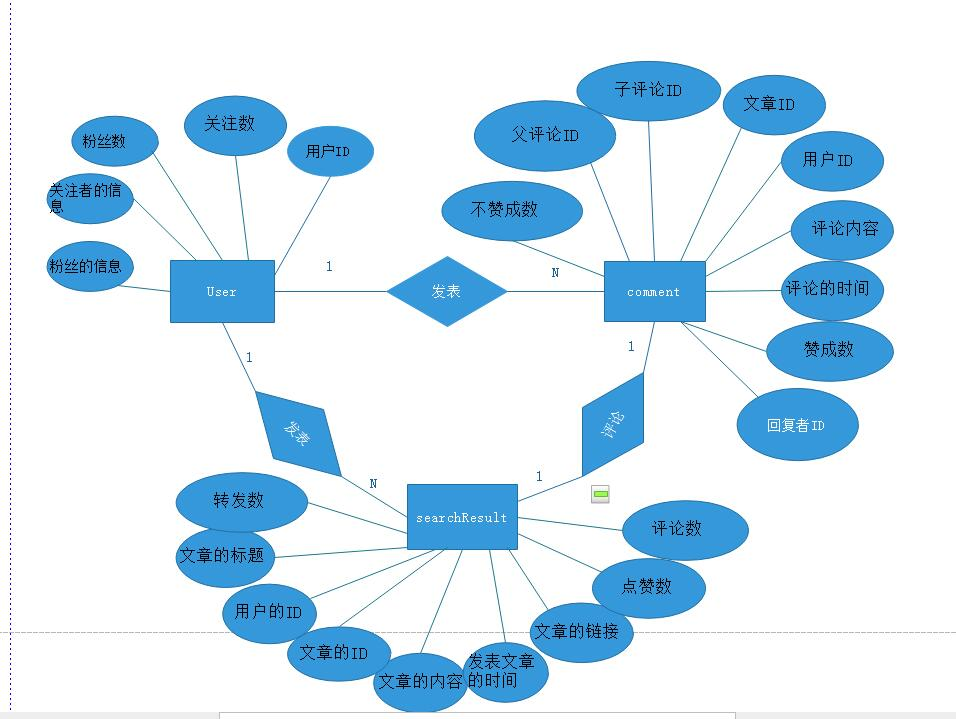 子评论ID
文章ID
关注数
父评论ID
粉丝数
用户ID
用户ID
关注者的信
息
不赞成数
评论内容
粉丝的信息
1
N
User
发表
comment
评论的时间
1
1
赞成数
发表
评论
回复者ID
1
N
转发数
searchResult
评论数
文章的标题
点赞数
用户的ID
文章的链接
文章的ID
发表文章
的时间
文章的内容